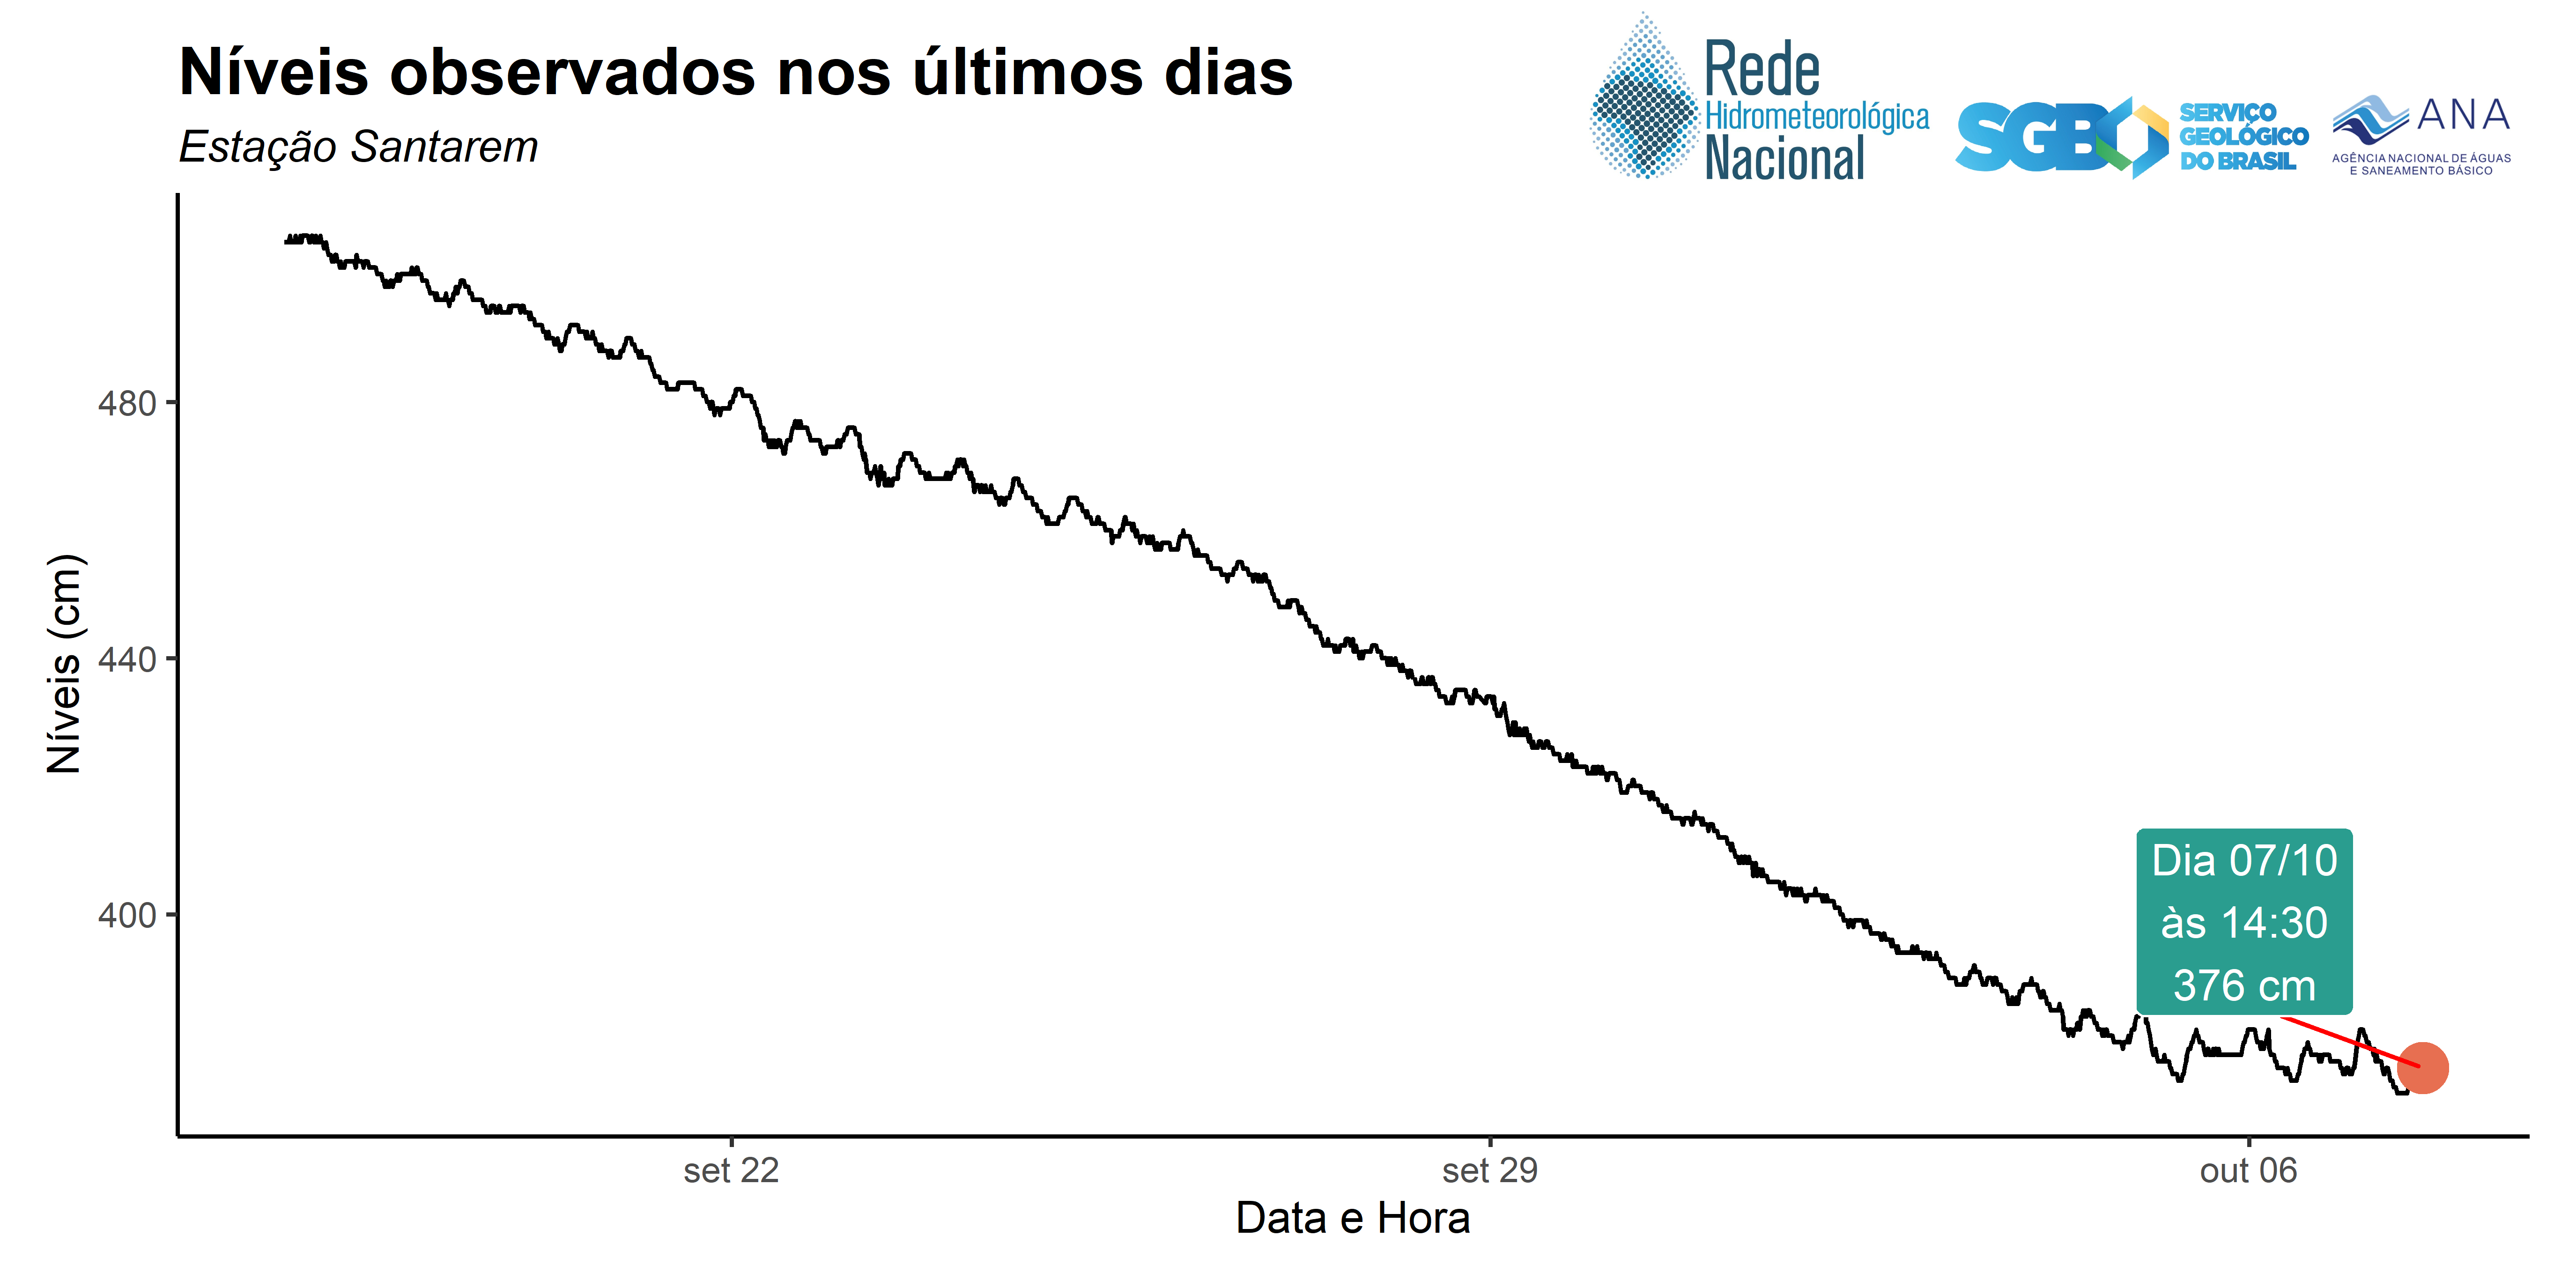 Níveis observados nos últimos dias
Estação Santarem
Rede
Hidrometeorológica
Nacional
SGB
SERVIÇO
GEOLÓGICO
DO BRASIL
ANA
AGÊNCIA NACIONAL DE ÁGUAS
E SANEAMENTO BÁSICO
Níveis (cm)
480
440
400
Dia 07/10
às 14:30
376 cm
set 22
set 29
out 06
Data e Hora